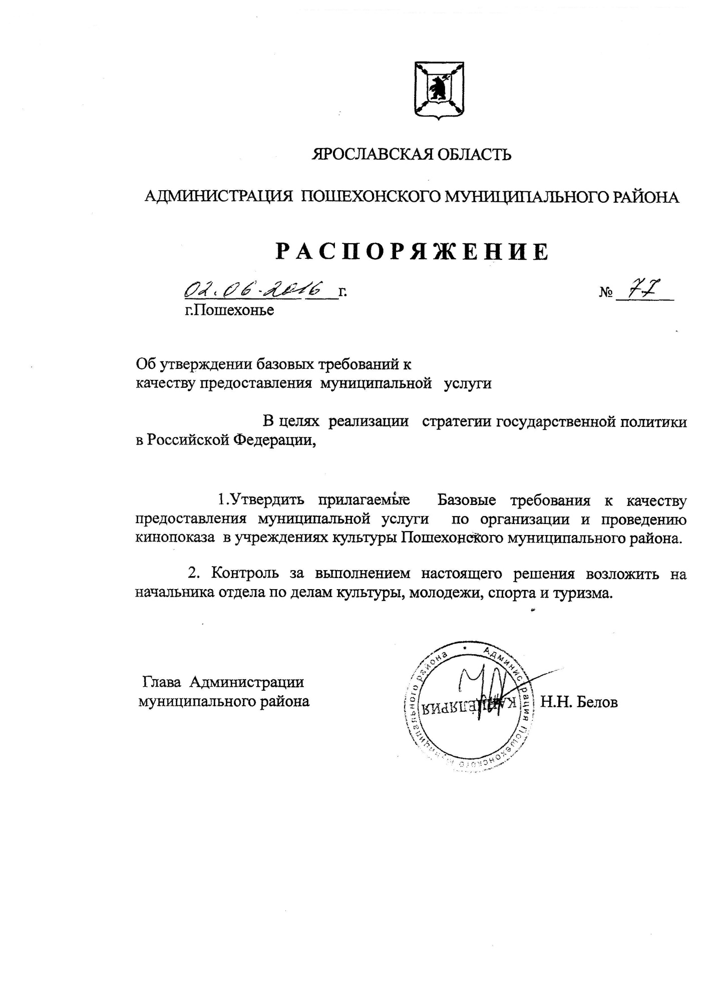 ЯРОСЛАВСКАЯ ОБЛАСТЬ
АДМИНИСТРАЦИЯ ПОШЕХОНСКОГО МУНИЦИПАЛЬНОГО РАЙОНА
РАСПОРЯЖЕНИЕ
02.06.2016 г. № 77
г.Пошехонье
Об утверждении базовых требований к
качеству предоставления муниципальной услуги
В целях реализации стратегии государственной политики
в Российской Федерации,
1.Утвердить прилагаемые Базовые требования к качеству
предоставления муниципальной услуги по организации и проведению
кинопоказа в учреждениях культуры Пошехонского муниципального района.
2. Контроль за выполнением настоящего решения возложить на
начальника отдела по делам культуры, молодежи, спорта и туризма.
Глава Администрации
муниципального района Н.Н. Белов
Администрация Пошехонского муниципального района
КАНЦЕЛЯРИЯ